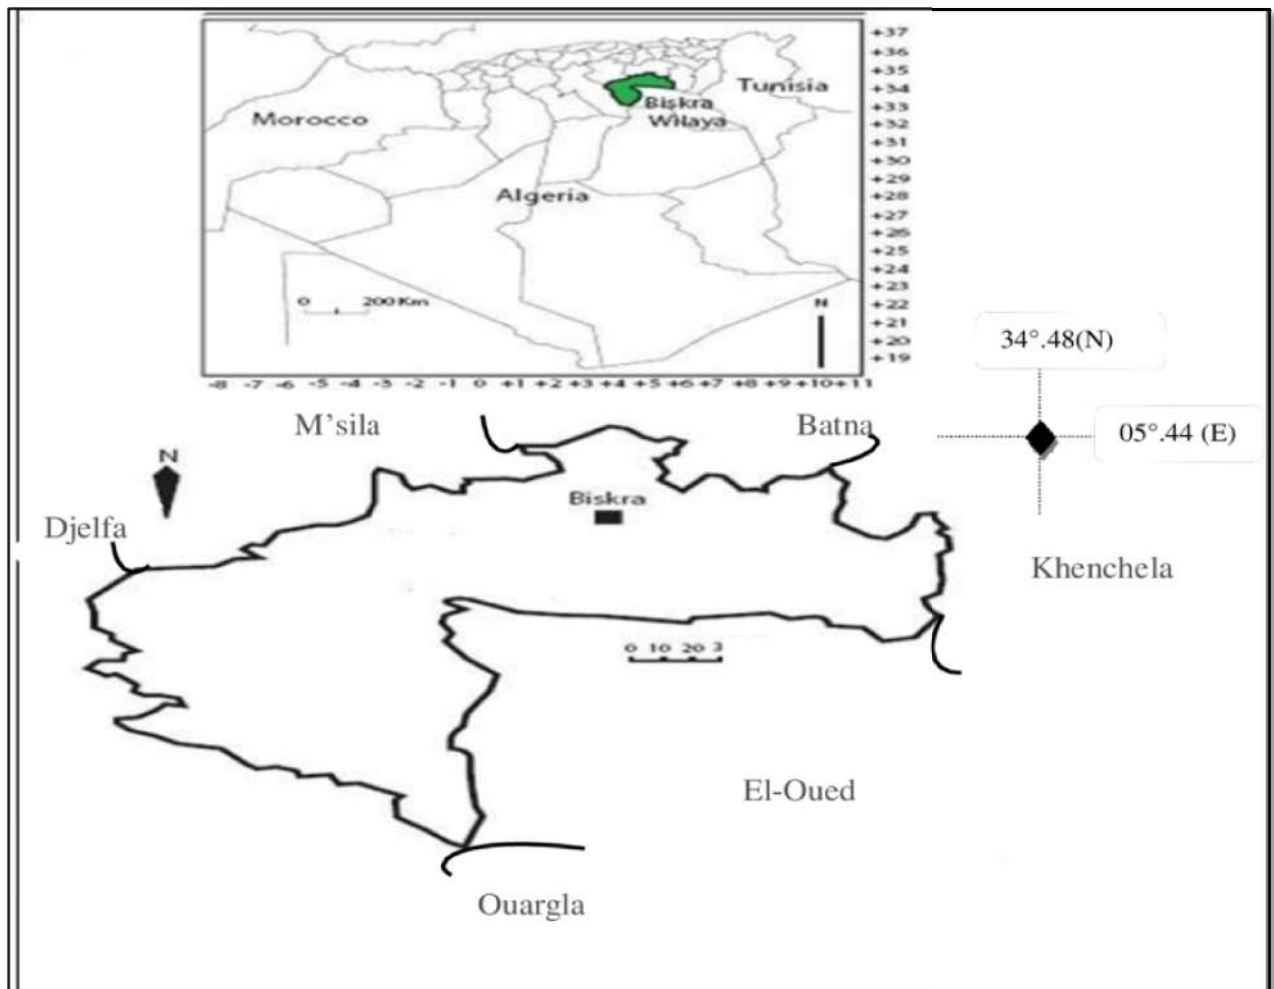 +37
+36
+35
Tunisia
+34
Biskra
+33
Morocco
Wilaya
+32
+31
+30
+29
Algeria
+28
+27
+26
+25
+24
+23
0 200 Km
N
+22
+21
+20
+19
-8 -7 -6 -5 -4 -3 -2 -1 0 +1 +2 +3 +4 +5 +6 +7 +8 +9 +10 +11
34°.48(N)
05°.44 (E)
M'sila
Batna
N
Biskra
Djelfa
Khenchela
0 10 20 3
El-Oued
Ouargla